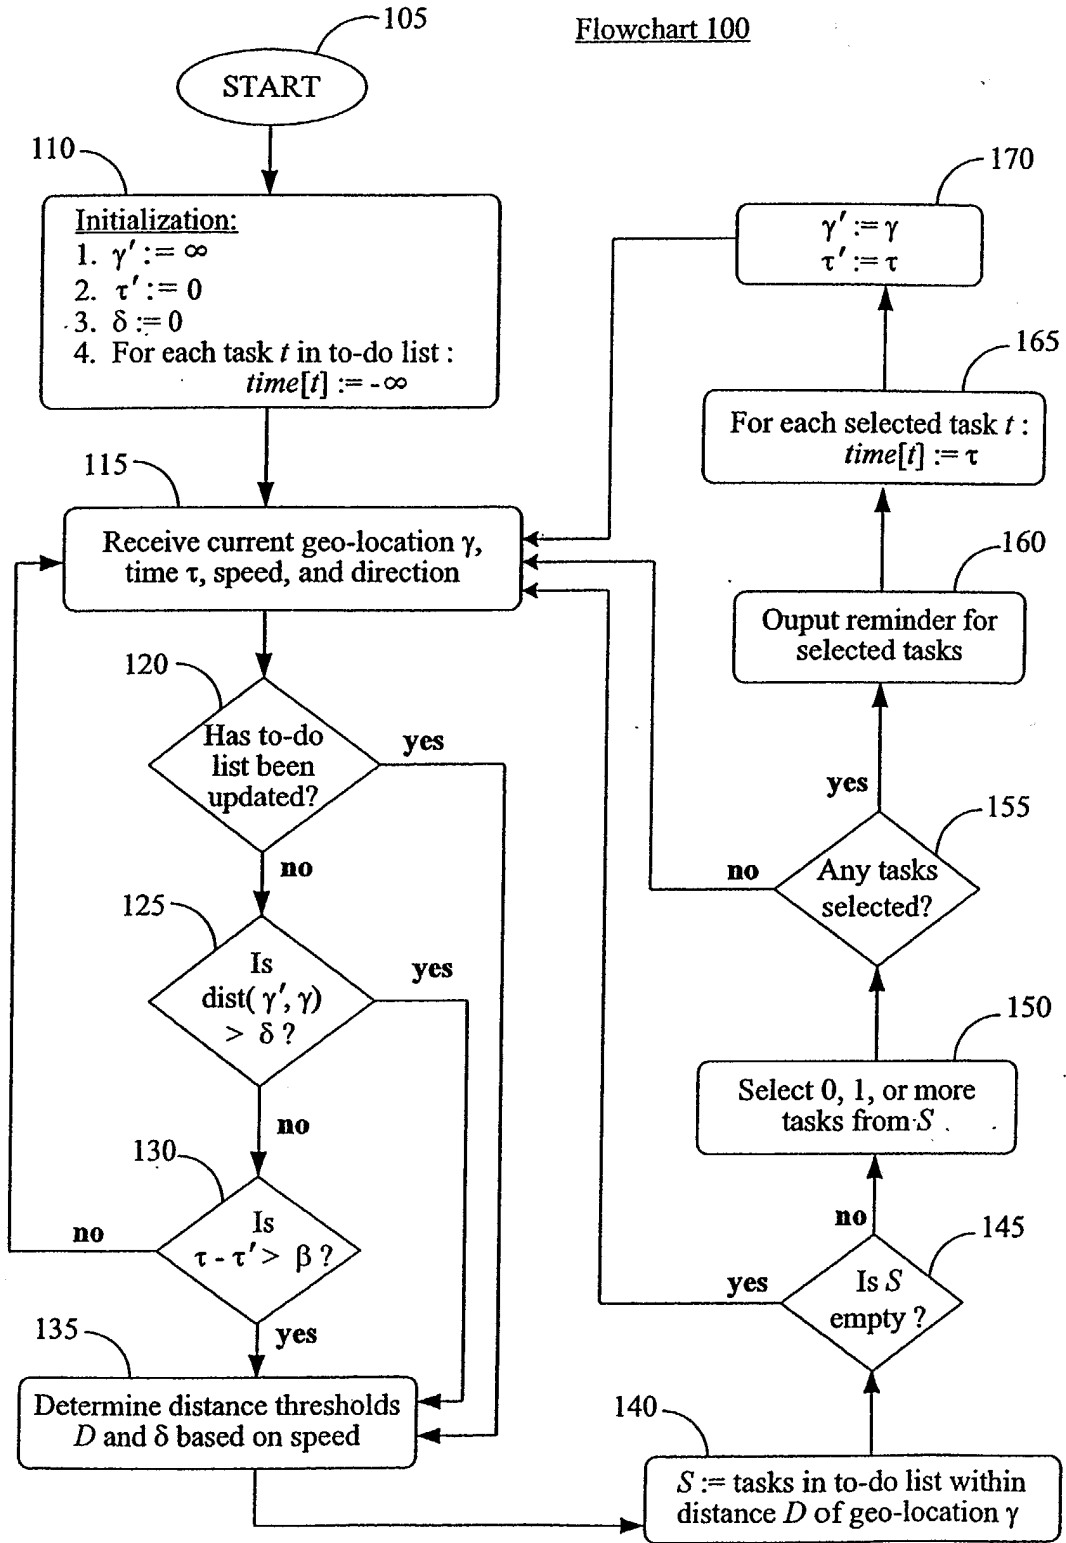 Flowchart 100
105
START
110
Initialization:
1. γ′ := ∞
2. τ′ := 0
3. δ := 0
4. For each task t in to-do list :
time[t] := -∞
115
Receive current geo-location γ,
time τ, speed, and direction
120
Has to-do
list been
updated?
yes
no
125
Is
dist( γ′, γ)
> δ ?
yes
no
130
Is
τ - τ′ > β ?
no
yes
135
Determine distance thresholds
D and δ based on speed
140
S := tasks in to-do list within
distance D of geo-location γ
145
Is S
empty ?
yes
no
150
Select 0, 1, or more
tasks from S
155
Any tasks
selected?
no
yes
160
Ouput reminder for
selected tasks
165
For each selected task t :
time[t] := τ
170
γ′ := γ
τ′ := τ